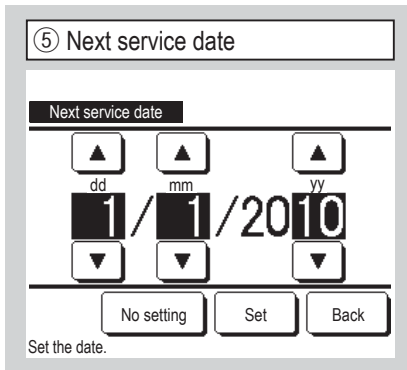 ⑤ Next service date
Next service date
▲ ▲ ▲
dd mm yy
1/ 1/2010
▼ ▼ ▼
No setting Set Back
Set the date.